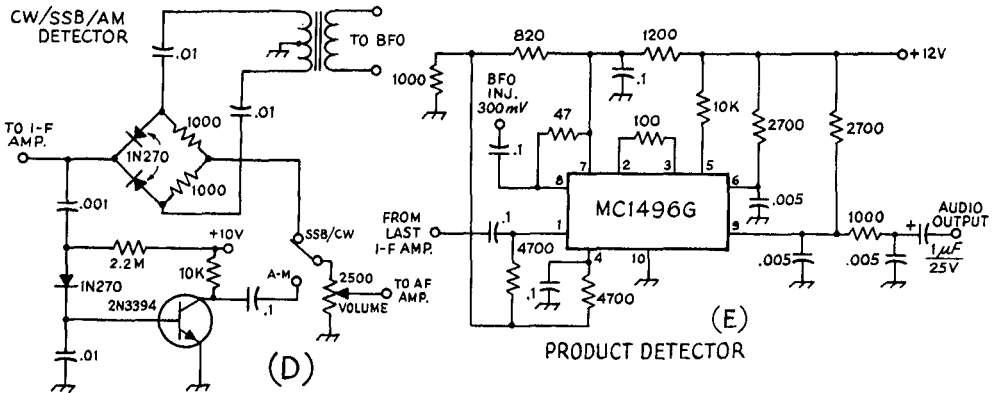 CW/SSB/AM
DETECTOR
.01
TO BFO
.01
TO I-F
AMP.
1N270
1000
1000
.001
+10V
2.2M
10K
SSB/CW
A-M
2500
VOLUME
TO AF
AMP.
1N270
2N3394
.1
.01
(D)
820
1200
+12V
1000
BFO
INJ.
300mV
.1
47
100
10K
2700
2700
.1
7
2
3
5
8
6
MC1496G
.005
FROM
LAST
I-F AMP.
.1
1
9
4700
4
10
1000
AUDIO
OUTPUT
+
1µF
25V
.005
.005
.1
4700
(E)
PRODUCT DETECTOR